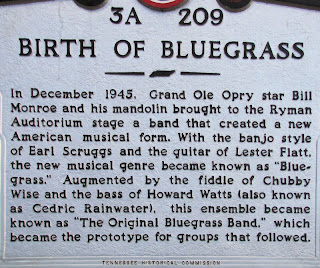 3A 209
BIRTH OF BLUEGRASS
In December 1945, Grand Ole Opry star Bill
Monroe and his mandolin brought to the Ryman
Auditorium stage a band that created a new
American musical form. With the banjo style
of Earl Scruggs and the guitar of Lester Flatt,
the new musical genre became known as "Blue-
grass." Augmented by the fiddle of Chubby
Wise and the bass of Howard Watts (also known
as Cedric Rainwater), this ensemble became
known as "The Original Bluegrass Band," which
became the prototype for groups that followed.
TENNESSEE HISTORICAL COMMISSION